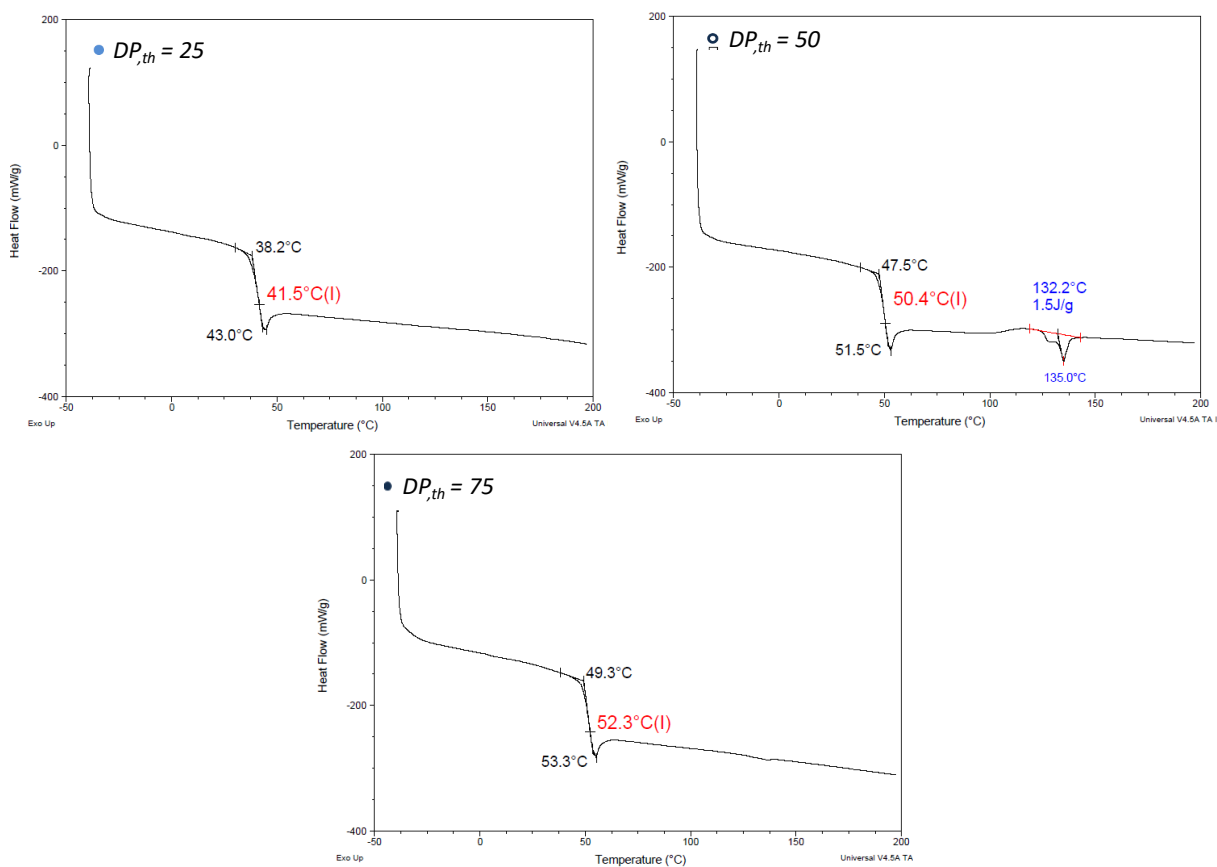 DP,th = 25
200
0
-200
-400
Heat Flow (mW/g)
38.2°C
41.5°C(I)
43.0°C
-50
0
50
100
150
200
Exo Up
Temperature (°C)
Universal V4.5A TA
DP,th = 50
200
0
-200
-400
Heat Flow (mW/g)
47.5°C
50.4°C(I)
51.5°C
132.2°C
1.5J/g
135.0°C
-50
0
50
100
150
200
Exo Up
Temperature (°C)
Universal V4.5A TA I
DP,th = 75
200
0
-200
-400
Heat Flow (mW/g)
49.3°C
52.3°C(I)
53.3°C
-50
0
50
100
150
200
Exo Up
Temperature (°C)
Universal V4.5A TA